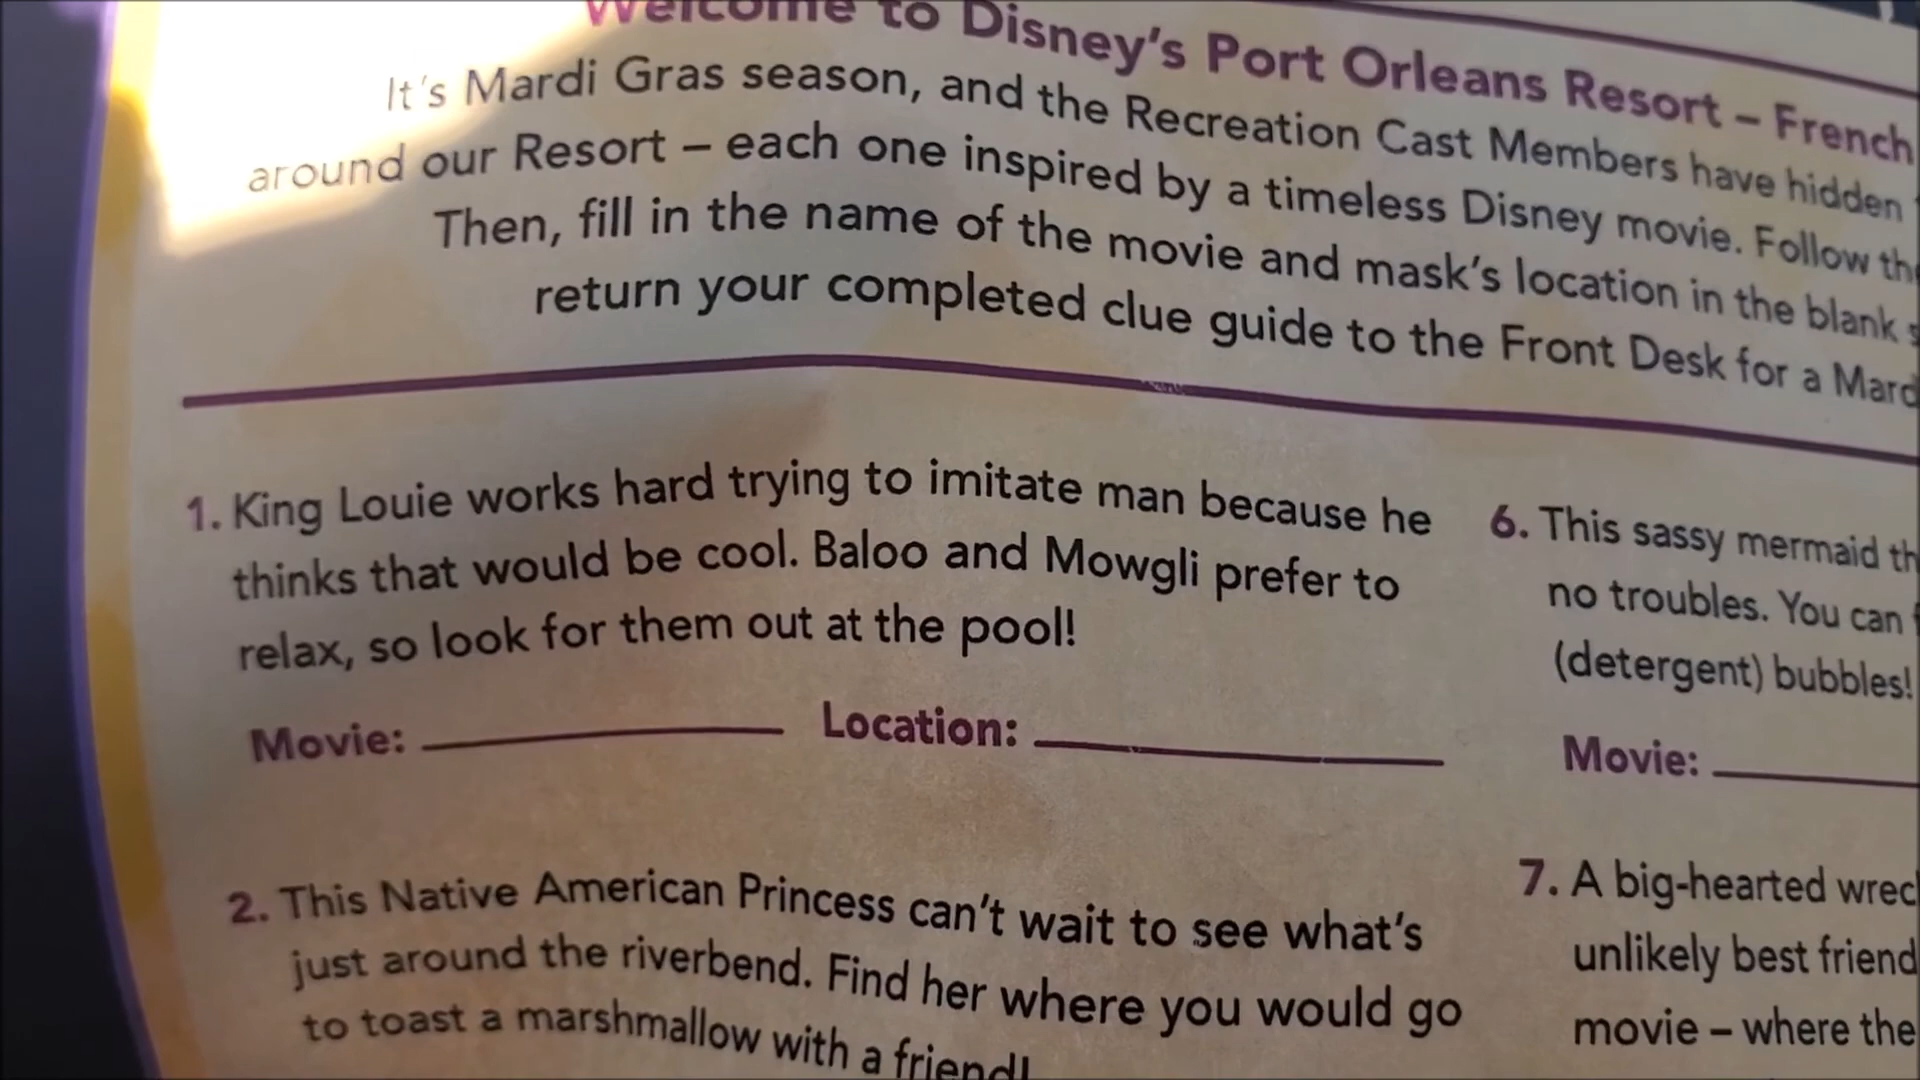 Welcome to Disney's Port Orleans Resort – French
It's Mardi Gras season, and the Recreation Cast Members have hidden
around our Resort – each one inspired by a timeless Disney movie. Follow
Then, fill in the name of the movie and mask's location in the blank
return your completed clue guide to the Front Desk for a
1. King Louie works hard trying to imitate man because he
thinks that would be cool. Baloo and Mowgli prefer to
relax, so look for them out at the pool!
Movie: Location:
2. This Native American Princess can't wait to see what's
just around the riverbend. Find her where you would go
to toast a marshmallow with a friend!
6. This sassy mermaid
no troubles. You can
(detergent) bubbles!
Movie:
7. A big-hearted
unlikely best friend
movie – where the